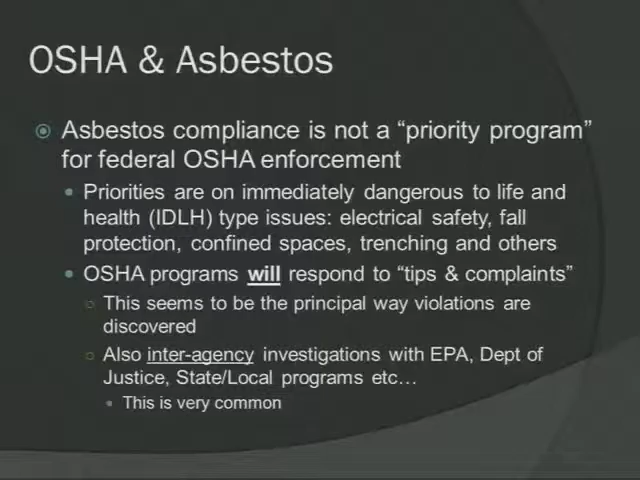 OSHA & Asbestos
Asbestos compliance is not a “priority program”
for federal OSHA enforcement
Priorities are on immediately dangerous to life and
health (IDLH) type issues: electrical safety, fall
protection, confined spaces, trenching and others
OSHA programs will respond to “tips & complaints”
This seems to be the principal way violations are
discovered
Also inter-agency investigations with EPA, Dept of
Justice, State/Local programs etc…
This is very common